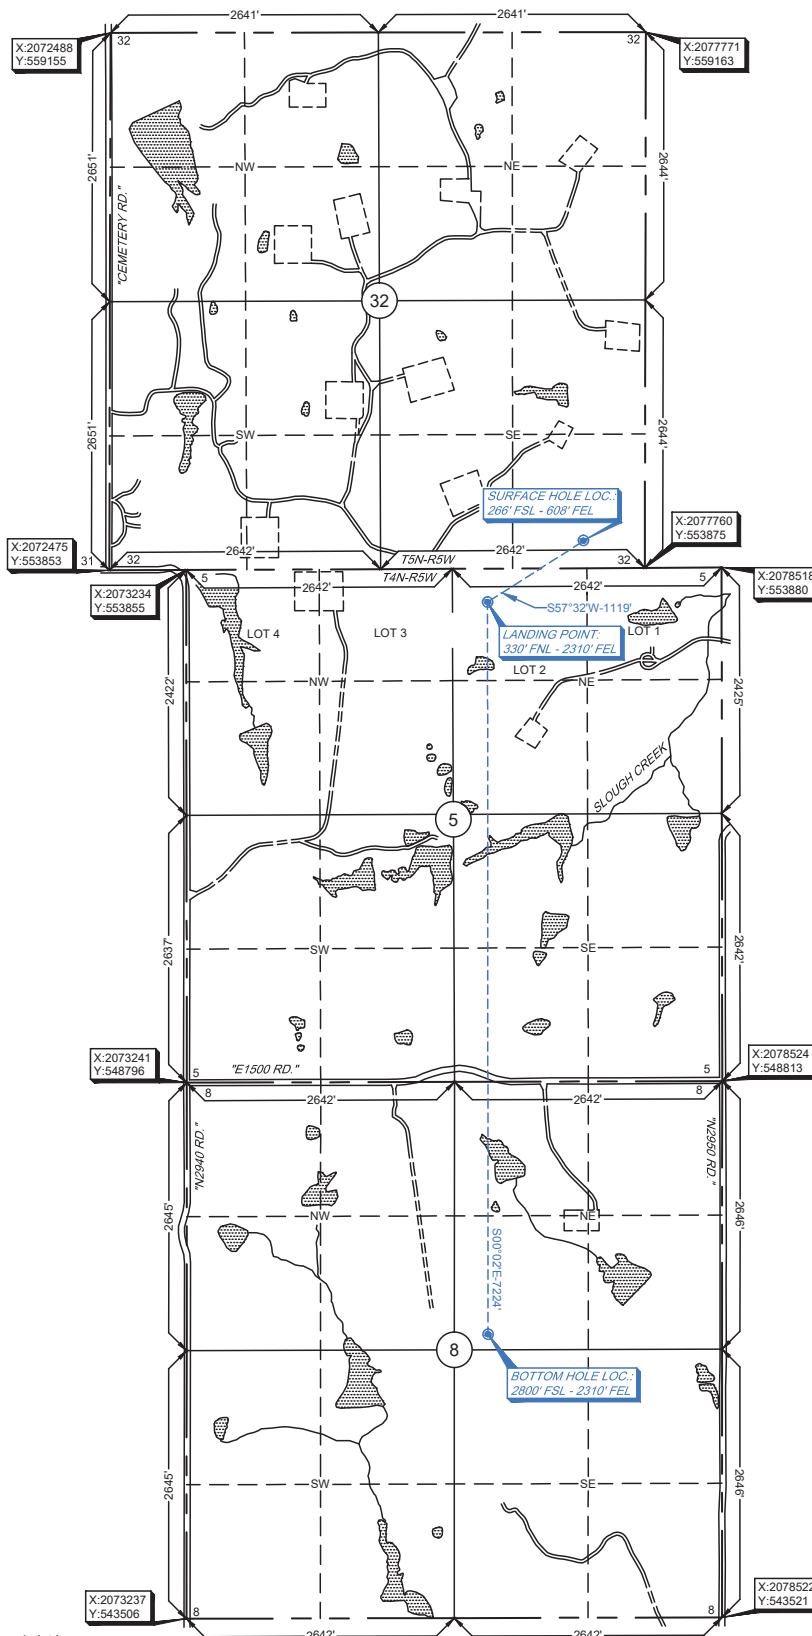 2641'
2641'
X:2072488
Y:559155
32
32
X:2077771
Y:559163
2651'
"CEMETERY RD."
NW
NE
2644'
32
2651'
SW
SE
2644'
SURFACE HOLE LOC.:
266' FSL - 608' FEL
X:2072475
Y:553853
31
32
2642'
T5N-R5W
2642'
32
X:2077760
Y:553875
X:2073234
Y:553855
5
2642'
T4N-R5W
2642'
5
X:2078518
Y:553880
S57°32'W-1119'
LOT 4
LOT 3
LANDING POINT:
330' FNL - 2310' FEL
LOT 1
LOT 2
2422'
NW
NE
2425'
SLOUGH CREEK
5
2637'
SW
SE
2642'
X:2073241
Y:548796
5
"E1500 RD."
5
X:2078524
Y:548813
8
2642'
2642'
8
"N2940 RD."
"N2950 RD."
2645'
NW
NE
2646'
S00°02'E-7224'
8
BOTTOM HOLE LOC.:
2800' FSL - 2310' FEL
2645'
SW
SE
2646'
X:2073237
Y:543506
8
2642'
2642'
8
X:2078522
Y:543521